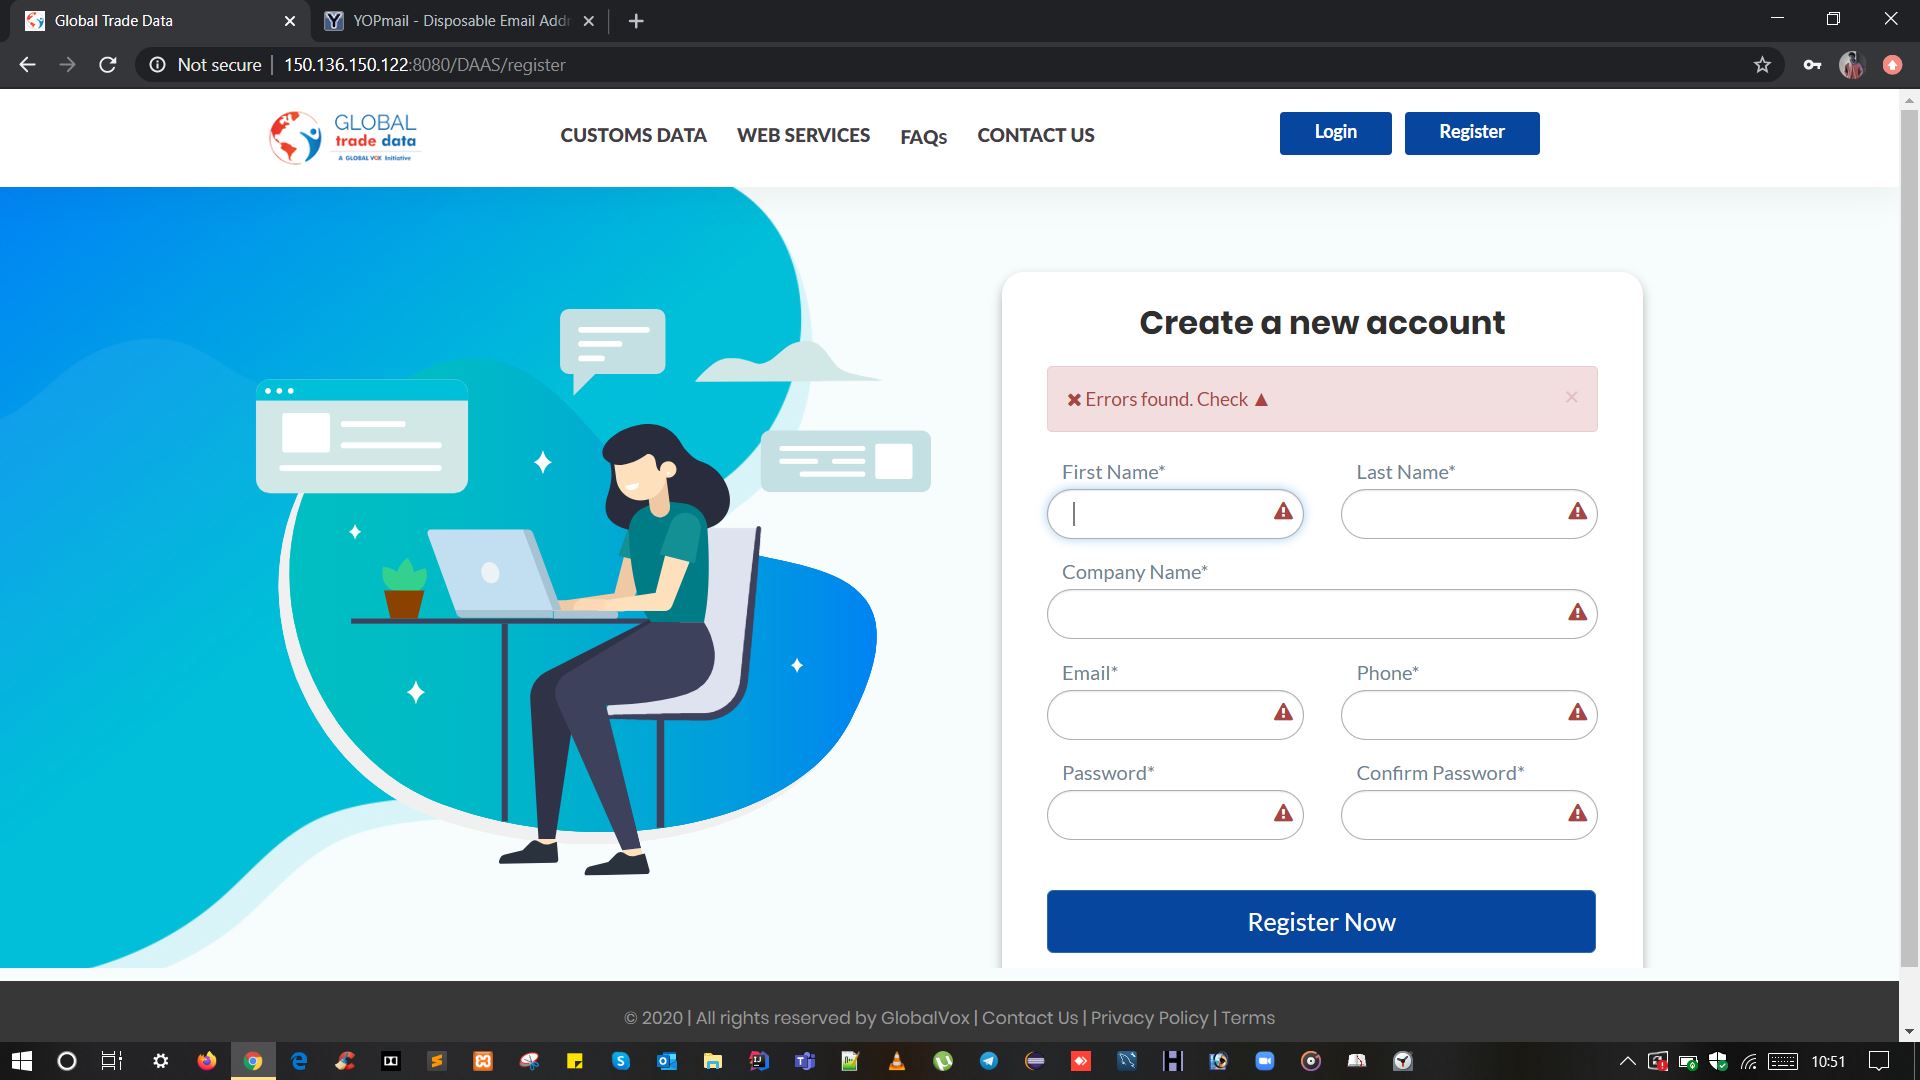 Global Trade Data
YOPmail - Disposable Email Addr
Not secure | 150.136.150.122:8080/DAAS/register
GLOBAL
trade data
A GLOBAL VOX Initiative
CUSTOMS DATA WEB SERVICES FAQs CONTACT US
Login Register
Create a new account
✖ Errors found. Check ▲ ×
First Name* Last Name*
Company Name*
Email* Phone*
Password* Confirm Password*
Register Now
© 2020 | All rights reserved by GlobalVox | Contact Us | Privacy Policy | Terms
10:51